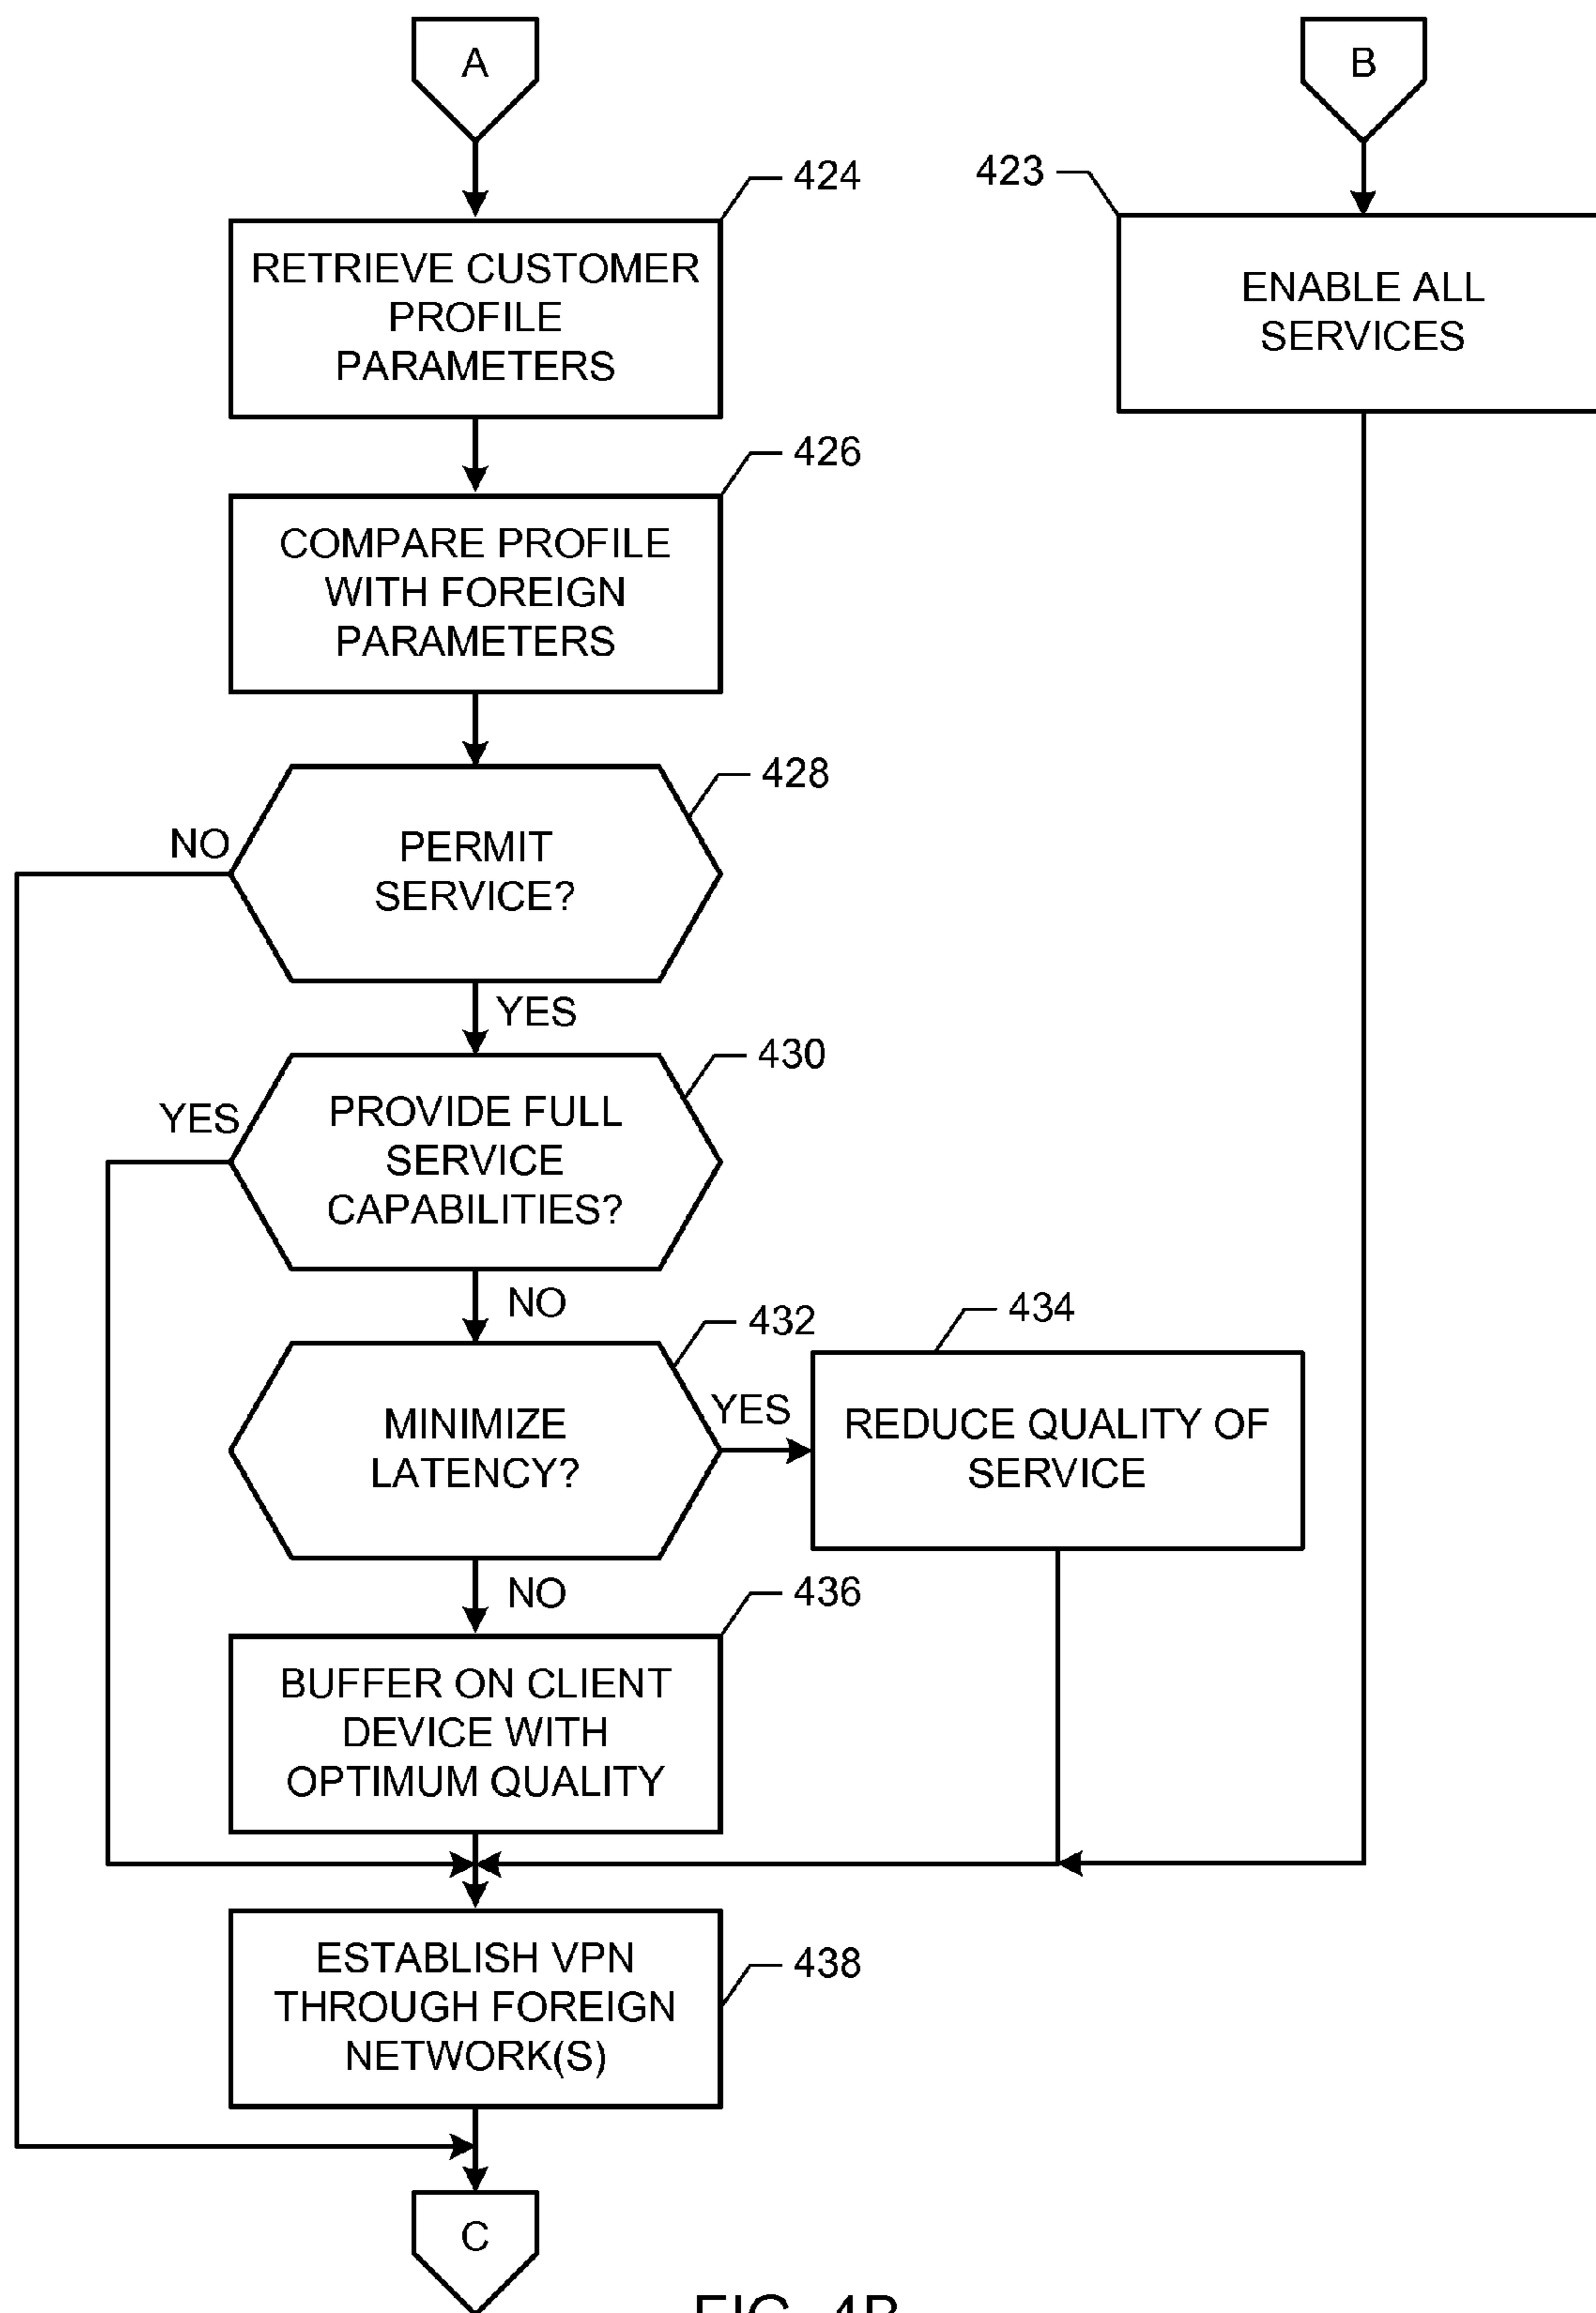 A
B
424
423
RETRIEVE CUSTOMER
PROFILE
PARAMETERS
ENABLE ALL
SERVICES
426
COMPARE PROFILE
WITH FOREIGN
PARAMETERS
428
NO
PERMIT
SERVICE?
YES
430
YES
PROVIDE FULL
SERVICE
CAPABILITIES?
NO
432
434
MINIMIZE
LATENCY?
YES
REDUCE QUALITY OF
SERVICE
NO
436
BUFFER ON CLIENT
DEVICE WITH
OPTIMUM QUALITY
438
ESTABLISH VPN
THROUGH FOREIGN
NETWORK(S)
C
FIG. 4B